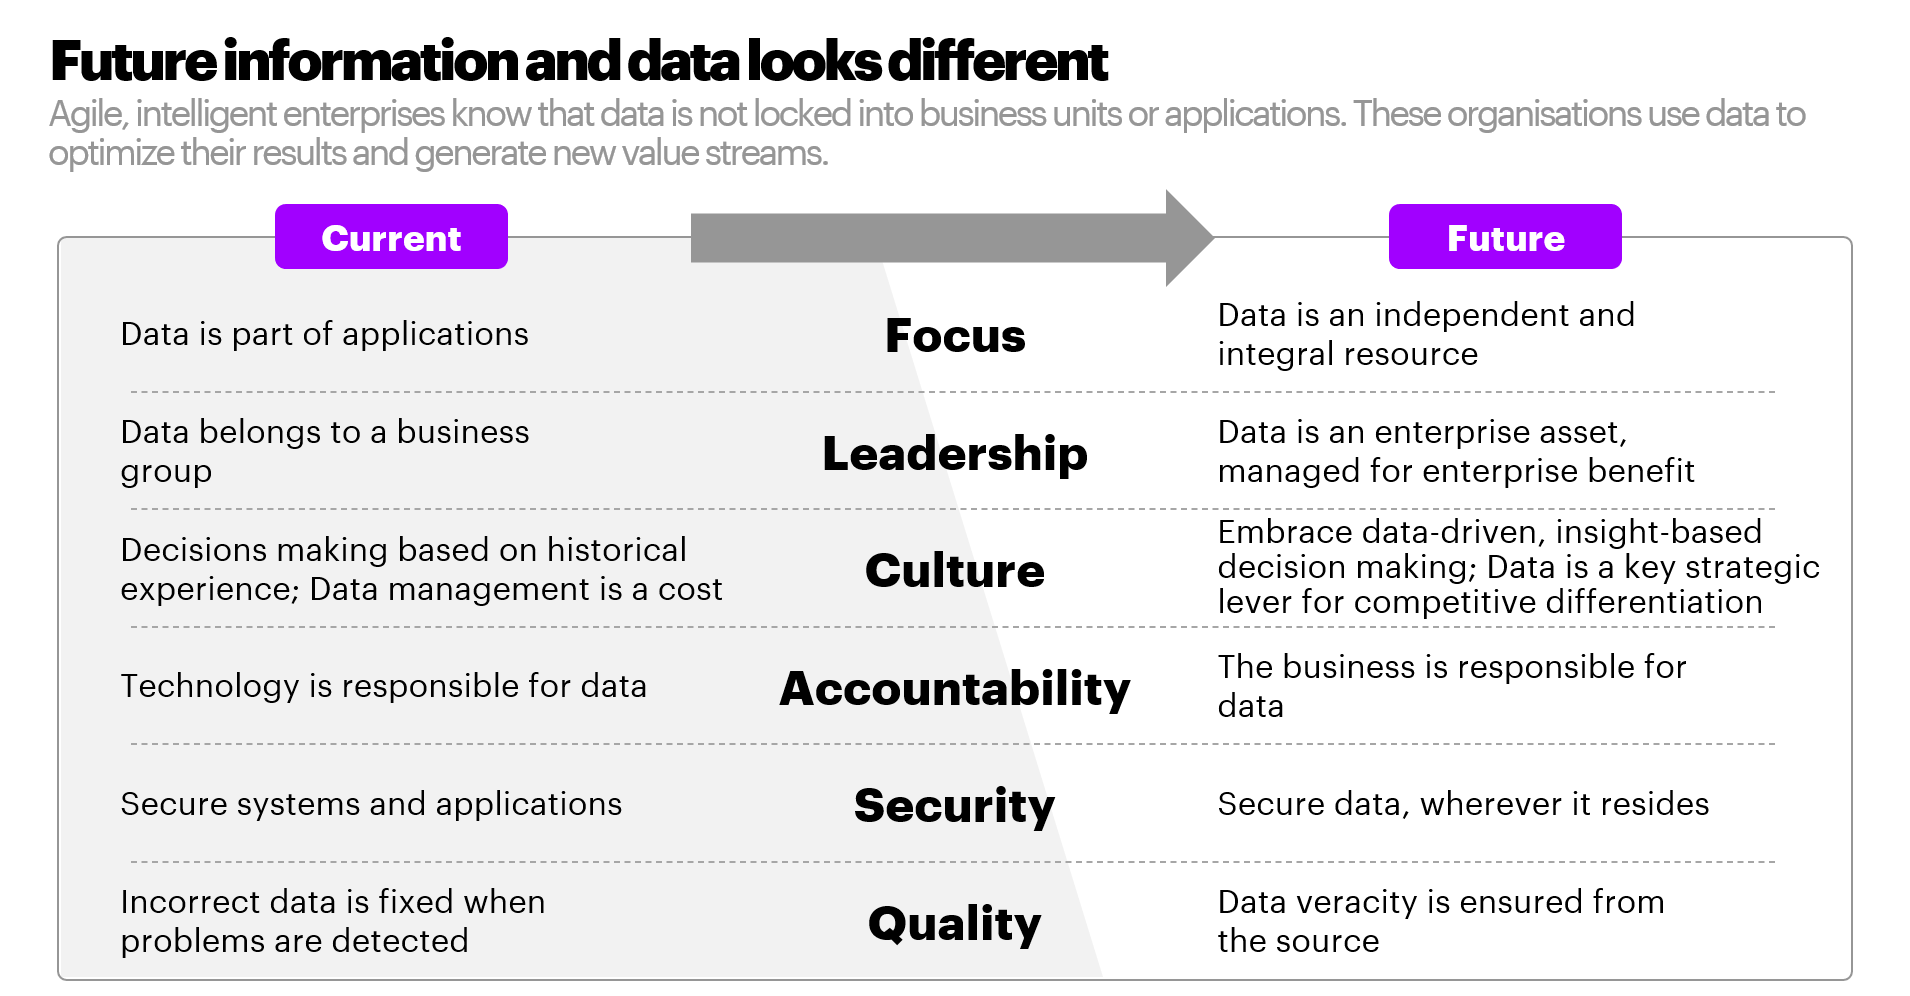 Future information and data looks different
Agile, intelligent enterprises know that data is not locked into business units or applications. These organisations use data to
optimize their results and generate new value streams.
Current
Future
Data is part of applications
Focus
Data is an independent and
integral resource
Data belongs to a business
group
Leadership
Data is an enterprise asset,
managed for enterprise benefit
Decisions making based on historical
experience; Data management is a cost
Culture
Embrace data-driven, insight-based
decision making; Data is a key strategic
lever for competitive differentiation
Technology is responsible for data
Accountability
The business is responsible for
data
Secure systems and applications
Security
Secure data, wherever it resides
Incorrect data is fixed when
problems are detected
Quality
Data veracity is ensured from
the source